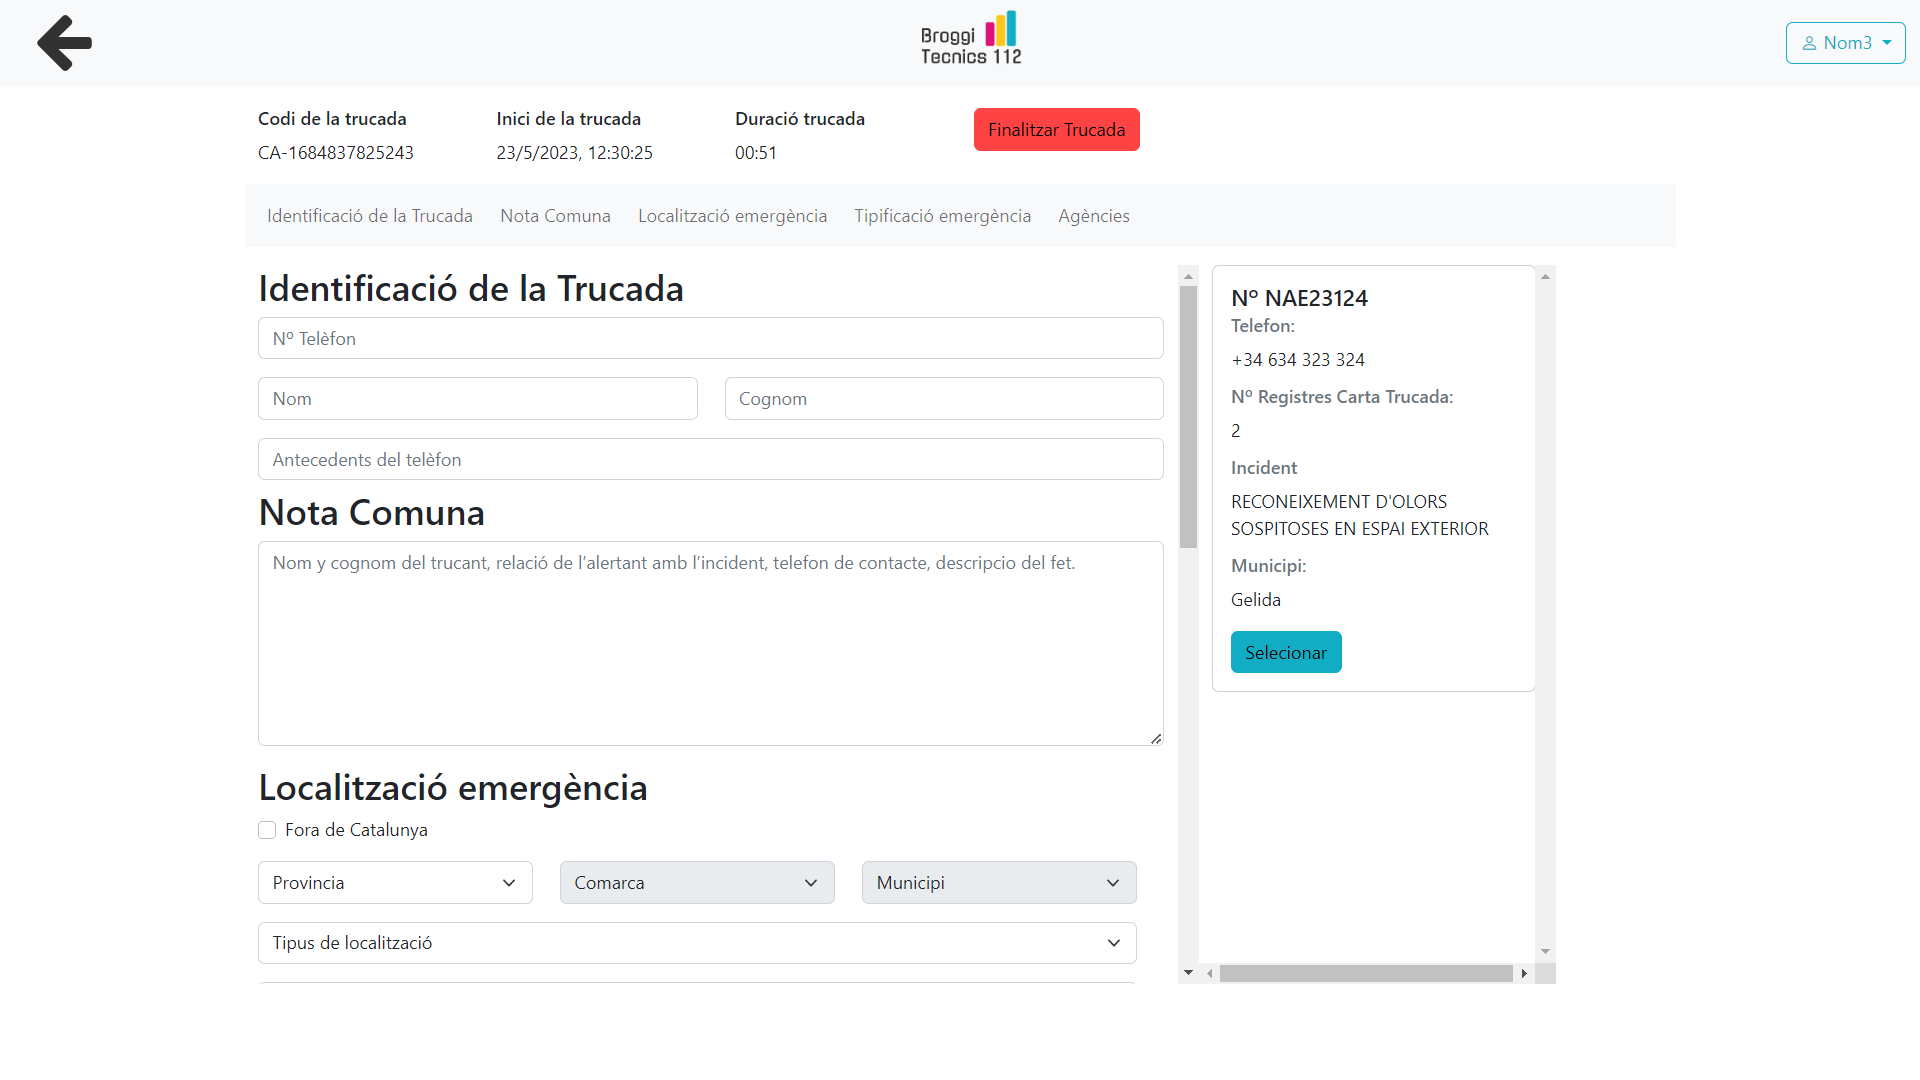 Broggi
Tecnics 112
Nom3
Codi de la trucada
Inici de la trucada
Duració trucada
Finalitzar Trucada
CA-1684837825243
23/5/2023, 12:30:25
00:51
Identificació de la Trucada
Nota Comuna
Localització emergència
Tipificació emergència
Agències
Identificació de la Trucada
Nº Telèfon
Nom
Cognom
Antecedents del telèfon
Nota Comuna
Nom y cognom del trucant, relació de l’alertant amb l’incident, telefon de contacte, descripcio del fet.
Localització emergència
Fora de Catalunya
Provincia
Comarca
Municipi
Tipus de localització
Nº NAE23124
Telefon:
+34 634 323 324
Nº Registres Carta Trucada:
2
Incident
RECONEIXEMENT D'OLORS
SOSPITOSES EN ESPAI EXTERIOR
Municipi:
Gelida
Selecionar